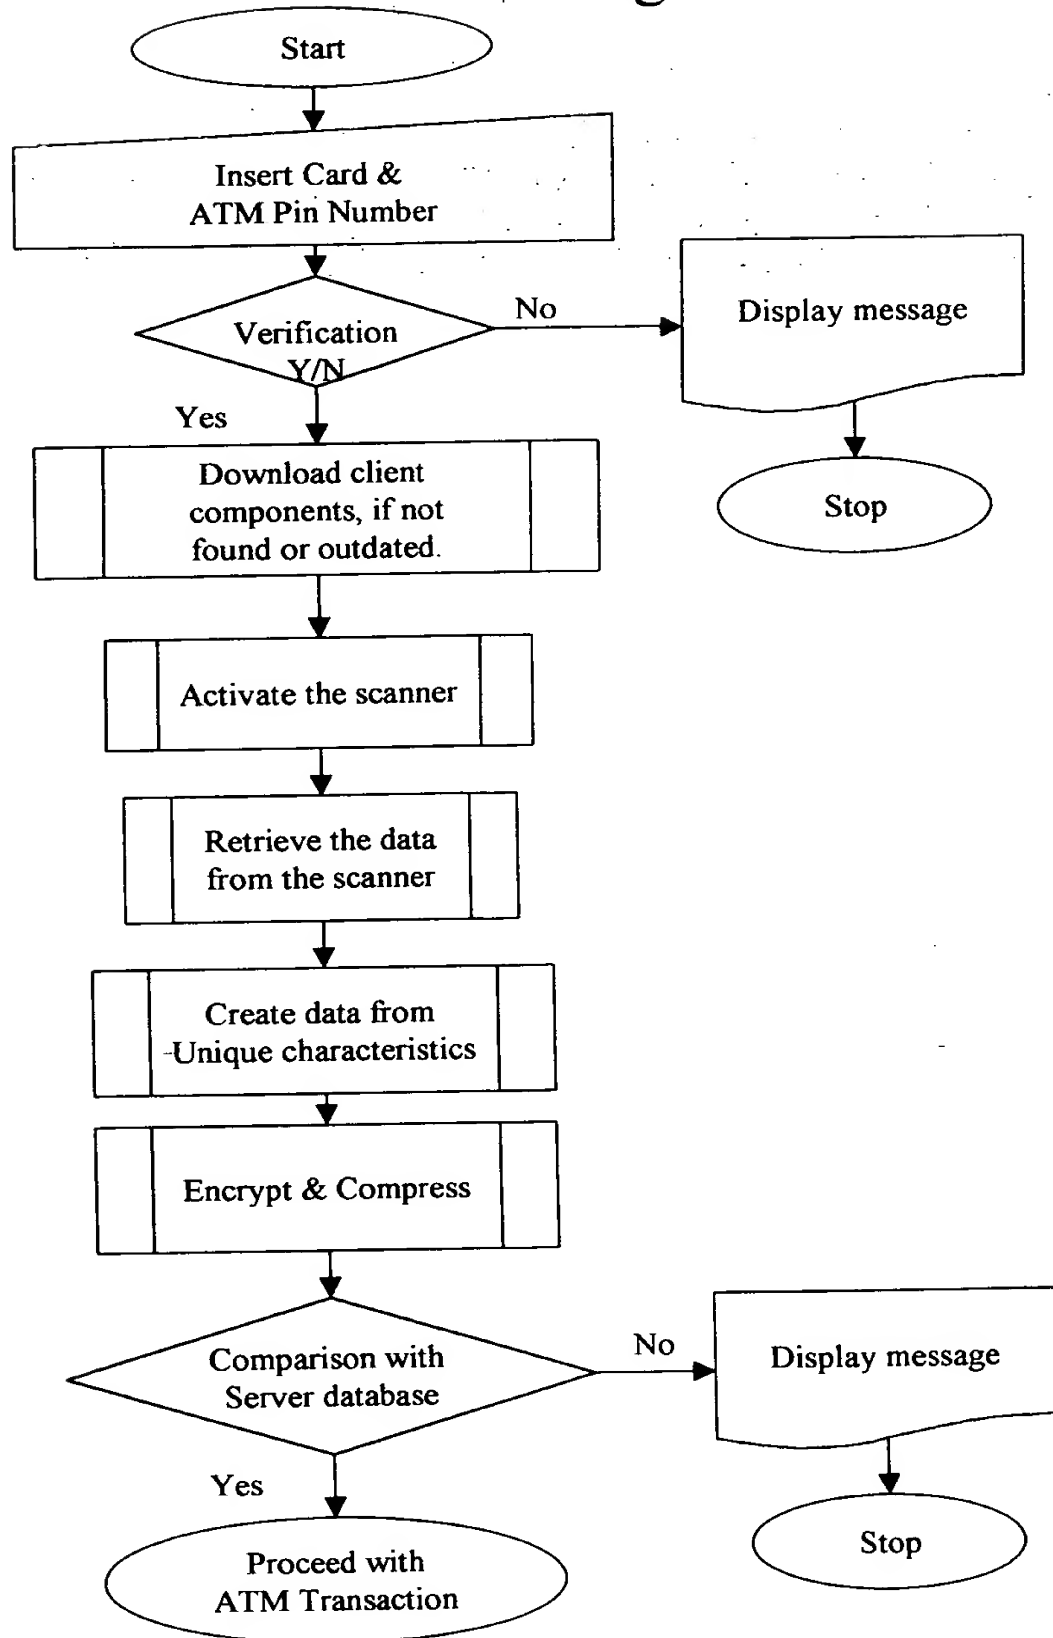 Start
Insert Card &
ATM Pin Number
Verification
Y/N
No
Display message
Stop
Yes
Download client
components, if not
found or outdated.
Activate the scanner
Retrieve the data
from the scanner
Create data from
Unique characteristics
Encrypt & Compress
Comparison with
Server database
No
Display message
Stop
Yes
Proceed with
ATM Transaction